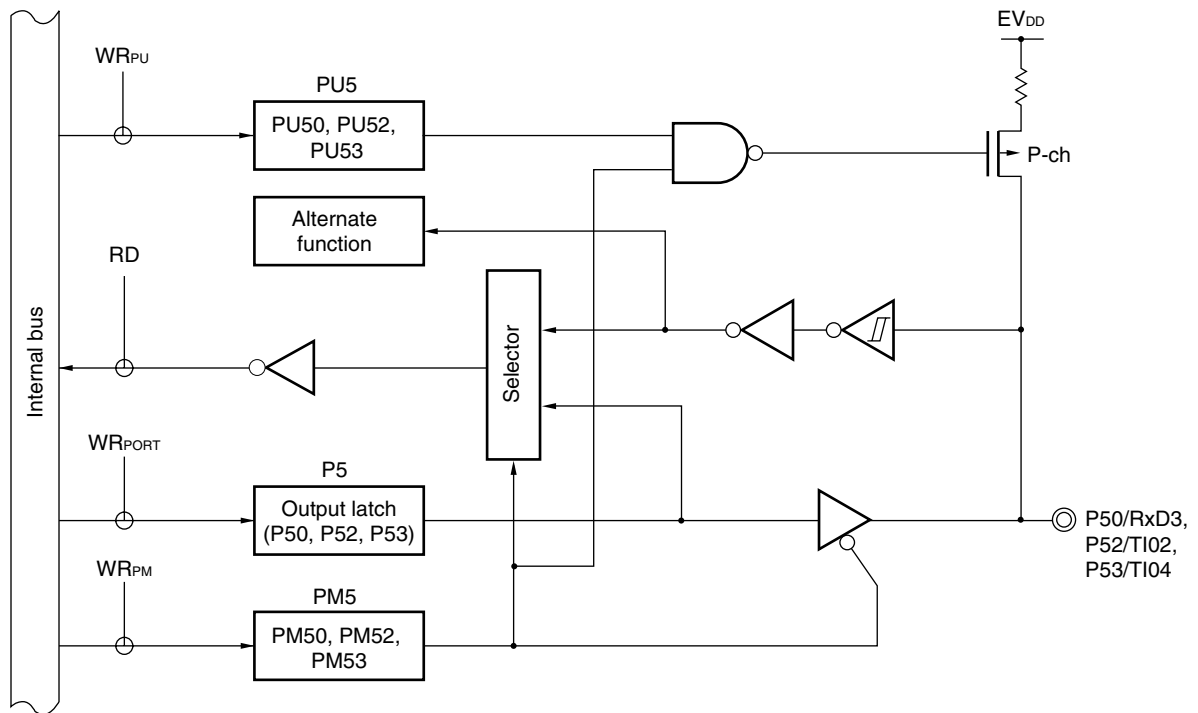 EVDD
WRPU
PU5
PU50, PU52,
PU53
P-ch
Alternate
function
RD
Internal bus
Selector
WRPORT
P5
Output latch
(P50, P52, P53)
P50/RxD3,
P52/TI02,
P53/TI04
WRPM
PM5
PM50, PM52,
PM53